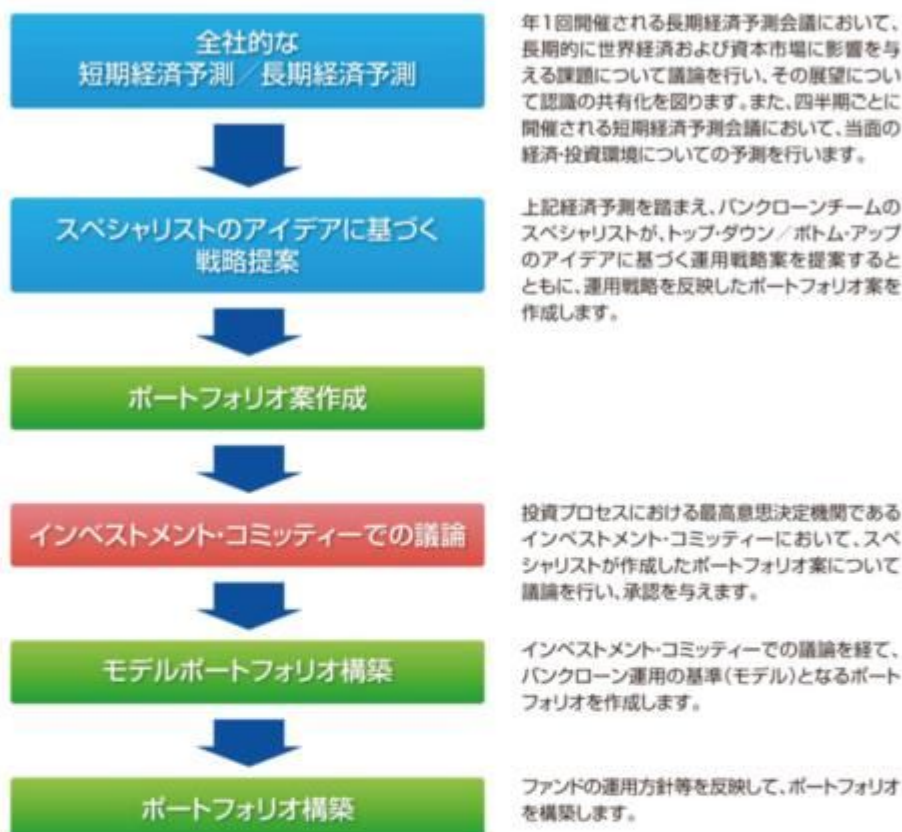 全社的な
短期経済予測／長期経済予測
年1回開催される長期経済予測会議において、
長期的に世界経済および資本市場に影響を与
える課題について議論を行い、その展望につい
て認識の共有化を図ります。また、四半期ごとに
開催される短期経済予測会議において、当面の
経済・投資環境についての予測を行います。
スペシャリストのアイデアに基づく
戦略提案
上記経済予測を踏まえ、バンクローンチームの
スペシャリストが、トップ・ダウン／ボトム・アップ
のアイデアに基づく運用戦略案を提案すると
ともに、運用戦略を反映したポートフォリオ案を
作成します。
ポートフォリオ案作成
インベストメント・コミッティーでの議論
投資プロセスにおける最高意思決定機関である
インベストメント・コミッティーにおいて、スペ
シャリストが作成したポートフォリオ案について
議論を行い、承認を与えます。
モデルポートフォリオ構築
インベストメント・コミッティーでの議論を経て、
バンクローン運用の基準（モデル）となるポート
フォリオを作成します。
ポートフォリオ構築
ファンドの運用方針等を反映して、ポートフォリオ
を構築します。